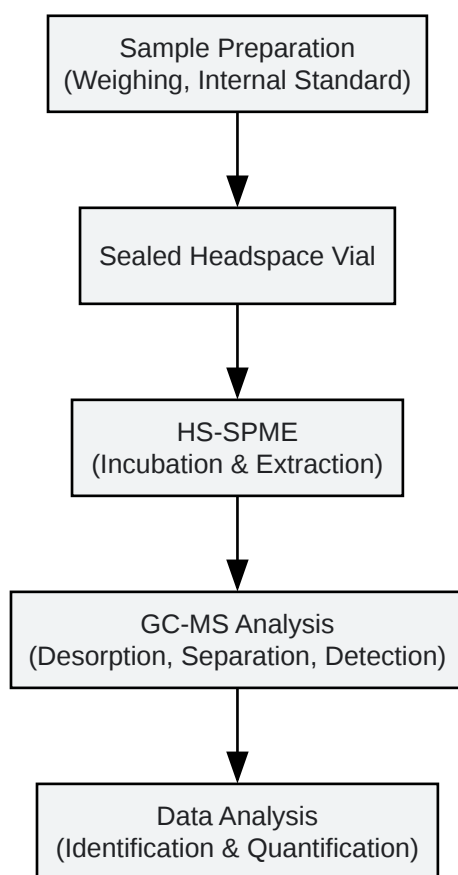 Sample Preparation
(Weighing, Internal Standard)
Sealed Headspace Vial
HS-SPME
(Incubation & Extraction)
GC-MS Analysis
(Desorption, Separation, Detection)
Data Analysis
(Identification & Quantification)